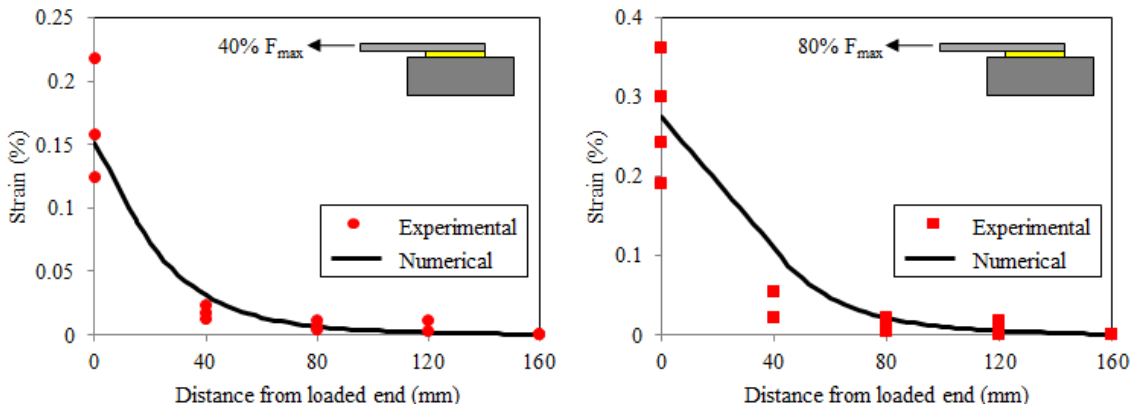 0.25
0.2
0.15
0.1
0.05
0
Strain (%)
40% Fmax
Experimental
Numerical
0 40 80 120 160
Distance from loaded end (mm)
0.4
0.3
0.2
0.1
0
Strain (%)
80% Fmax
Experimental
Numerical
0 40 80 120 160
Distance from loaded end (mm)